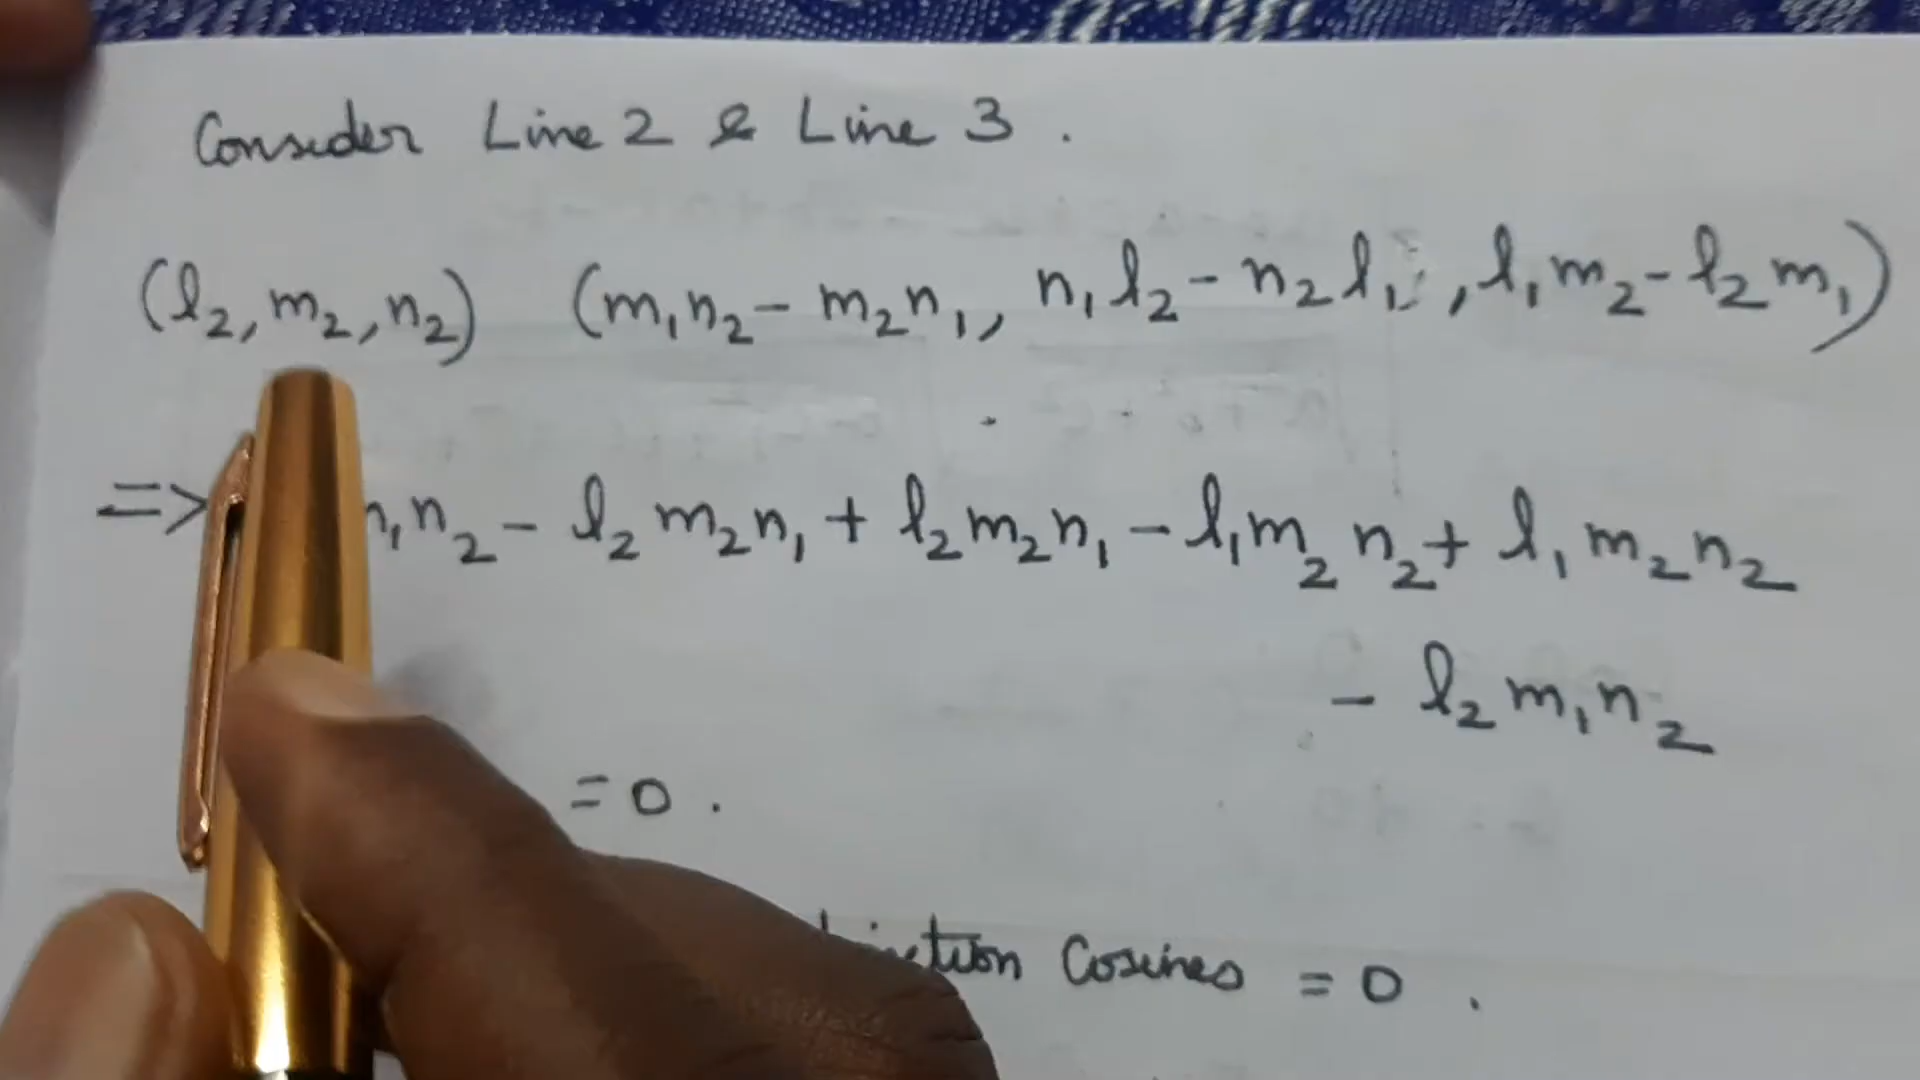 Consider Line 2 & Line 3 .
(l₂, m₂, n₂) (m₁n₂ - m₂n₁, n₁l₂ - n₂l₁, l₁m₂ - l₂m₁)
=> n₂ - l₂m₂n₁ + l₂m₂n₁ - l₁m₂n₂ + l₁m₂n₂
- l₂m₁n₂
= 0 .
Cosines = 0 .